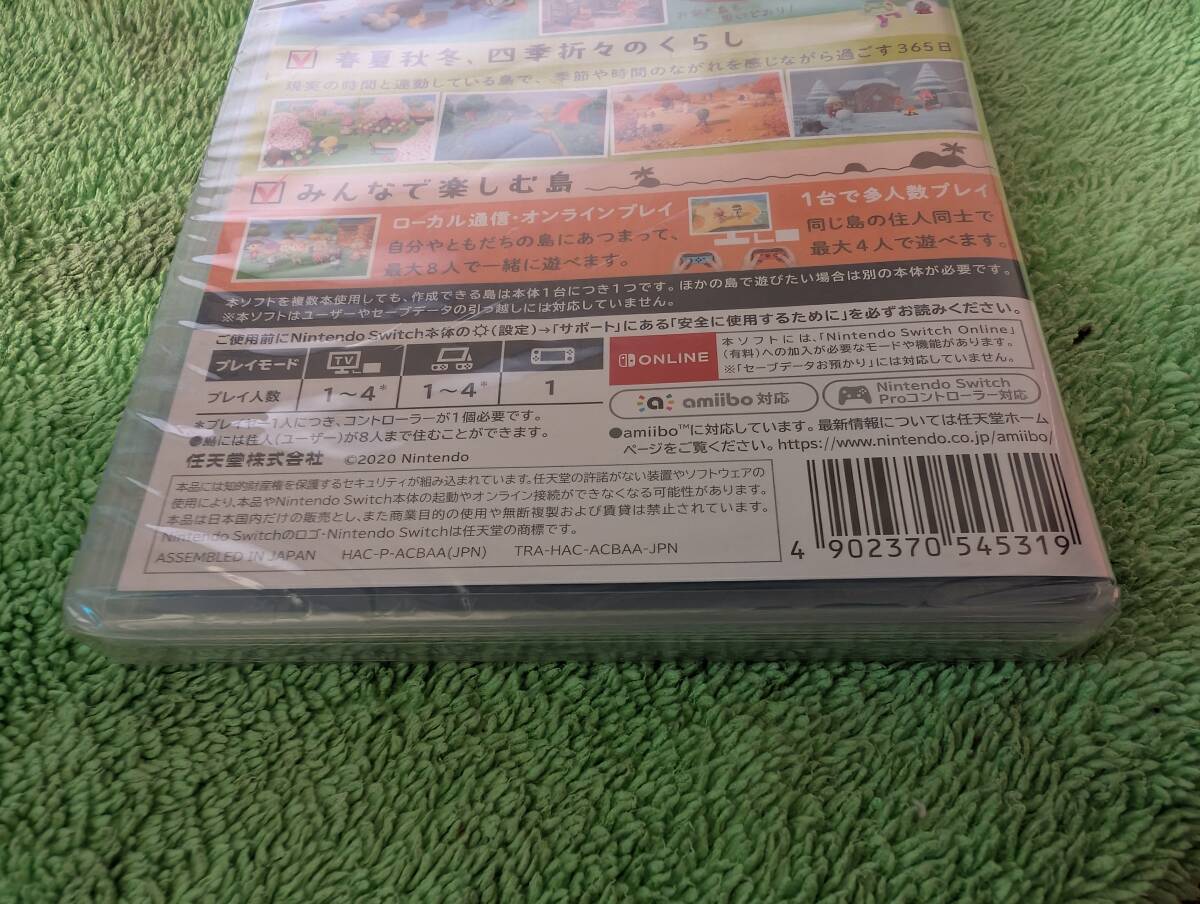 春夏秋冬、四季折々のくらし
現実の時間と連動している島で、季節や時間のながれを感じながら過ごす365日
みんなで楽しむ島
ローカル通信・オンラインプレイ
自分やともだちの島にあつまって、
最大8人で一緒に遊べます。
1台で多人数プレイ
同じ島の住人同士で
最大4人で遊べます。
本ソフトを複数本使用しても、作成できる島は本体1台につき1つです。ほかの島で遊びたい場合は別の本体が必要です。
※本ソフトはユーザーやセーブデータの引っ越しには対応していません。
ご使用前にNintendo Switch本体の(設定)→「サポート」にある「安全に使用するために」を必ずお読みください。
プレイモード TV
プレイ人数 1～4* 1～4* 1
*プレイヤー1人につき、コントローラーが1個必要です。
●島には住人(ユーザー)が8人まで住むことができます。
任天堂株式会社 ©2020 Nintendo
ONLINE
本ソフトには、「Nintendo Switch Online」
(有料)への加入が必要なモードや機能があります。
※「セーブデータお預かり」には対応していません。
amiibo 対応
Nintendo Switch
Proコントローラー対応
●amiibo™に対応しています。最新情報については任天堂ホーム
ページをご覧ください。https://www.nintendo.co.jp/amiibo/
本品には知的財産権を保護するセキュリティが組み込まれています。任天堂の許諾がない装置やソフトウェアの
使用により、本品やNintendo Switch本体の起動やオンライン接続ができなくなる可能性があります。
本品は日本国内だけの販売とし、また商業目的の使用や無断複製および賃貸は禁止されています。
Nintendo Switchのロゴ・Nintendo Switchは任天堂の商標です。
ASSEMBLED IN JAPAN HAC-P-ACBAA(JPN) TRA-HAC-ACBAA-JPN
4 902370 545319